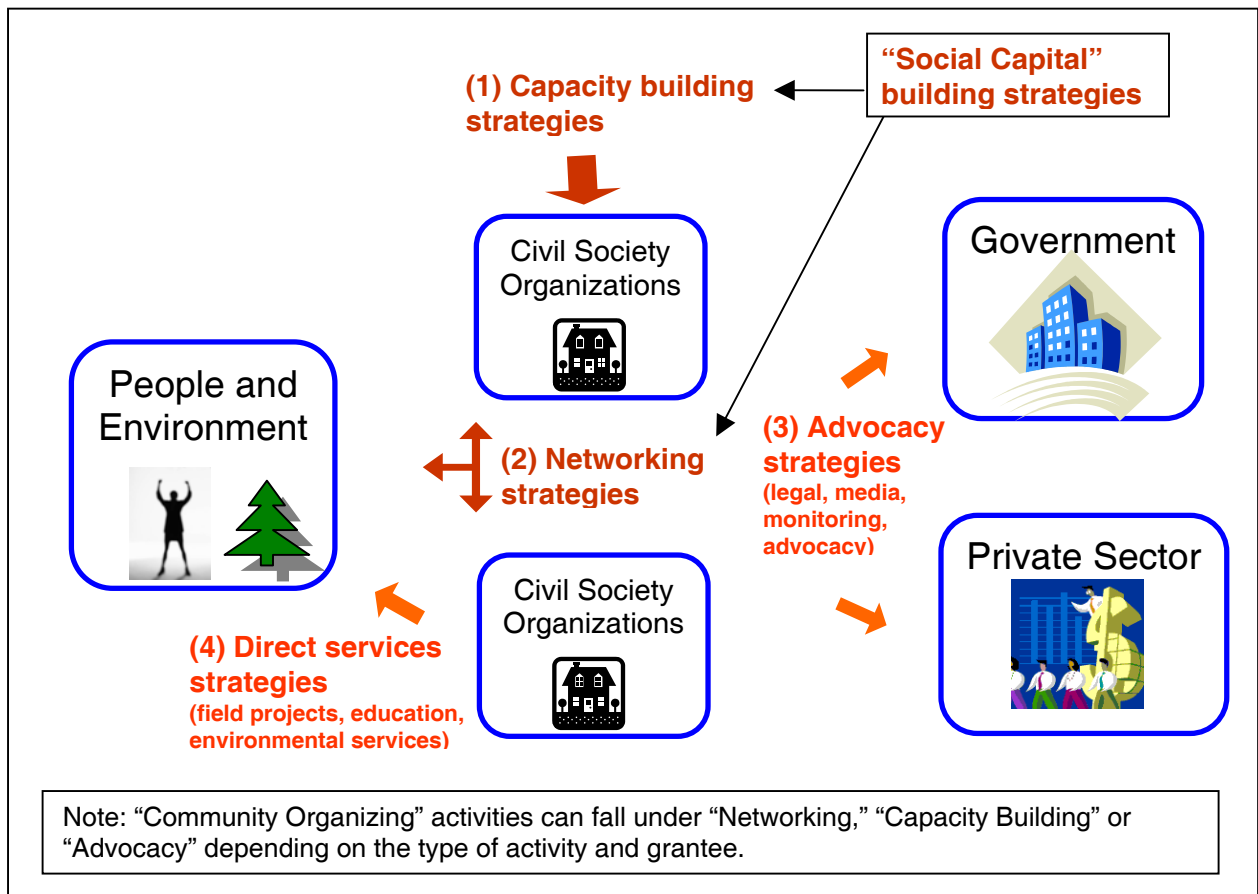 “Social Capital”
building strategies
(1) Capacity building
strategies
Civil Society
Organizations
Government
People and
Environment
(2) Networking
strategies
(3) Advocacy
strategies
(legal, media,
monitoring,
advocacy)
Civil Society
Organizations
Private Sector
(4) Direct services
strategies
(field projects, education,
environmental services)
Note: “Community Organizing” activities can fall under “Networking,” “Capacity Building” or
“Advocacy” depending on the type of activity and grantee.